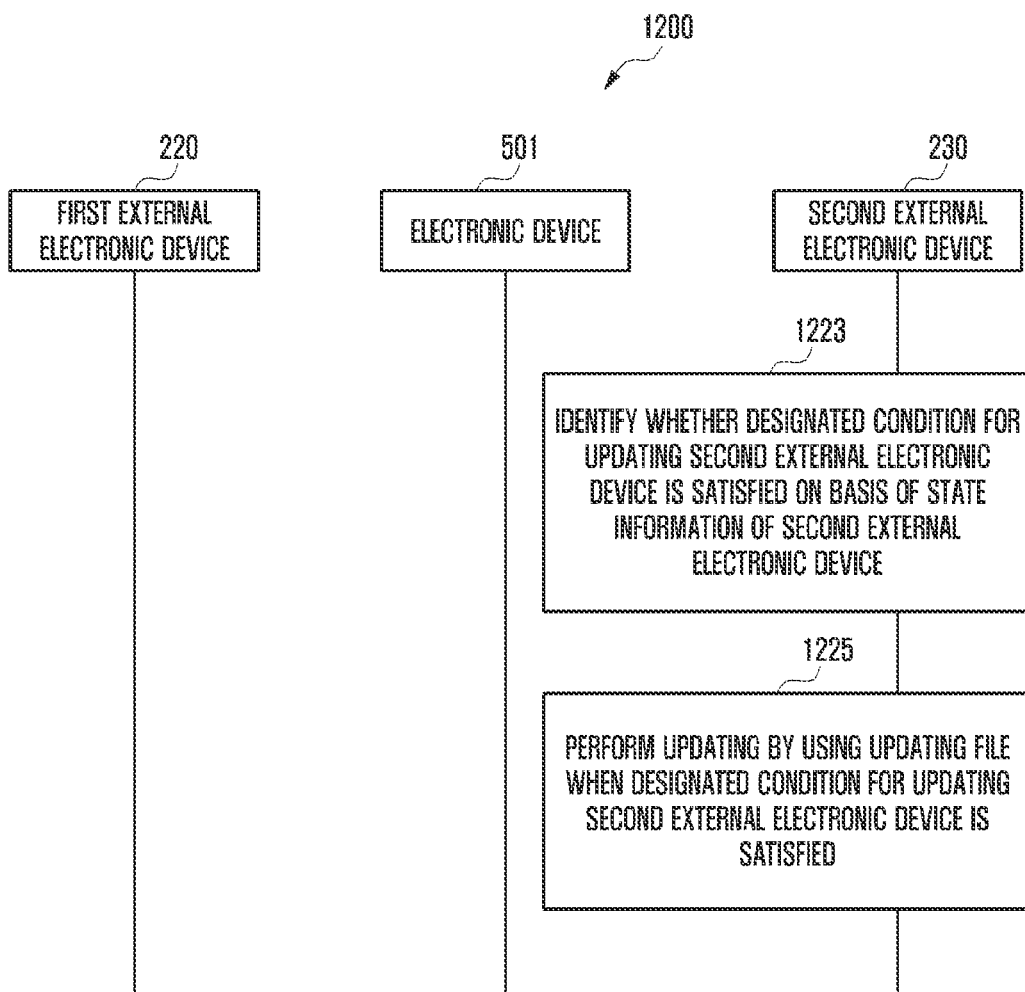 1200
220
501
230
FIRST EXTERNAL
ELECTRONIC DEVICE
ELECTRONIC DEVICE
SECOND EXTERNAL
ELECTRONIC DEVICE
1223
IDENTIFY WHETHER DESIGNATED CONDITION FOR
UPDATING SECOND EXTERNAL ELECTRONIC
DEVICE IS SATISFIED ON BASIS OF STATE
INFORMATION OF SECOND EXTERNAL
ELECTRONIC DEVICE
1225
PERFORM UPDATING BY USING UPDATING FILE
WHEN DESIGNATED CONDITION FOR UPDATING
SECOND EXTERNAL ELECTRONIC DEVICE IS
SATISFIED